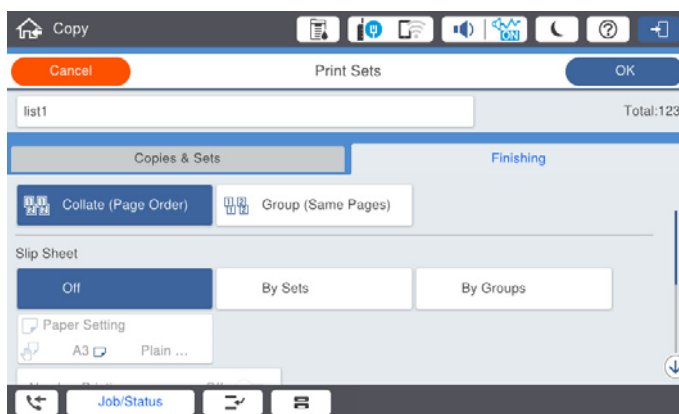 Copy
ON
Cancel
Print Sets
OK
list1
Total:123
Copies & Sets
Finishing
Collate (Page Order)
Group (Same Pages)
Slip Sheet
Off
By Sets
By Groups
Paper Setting
A3
Plain ...
Job/Status